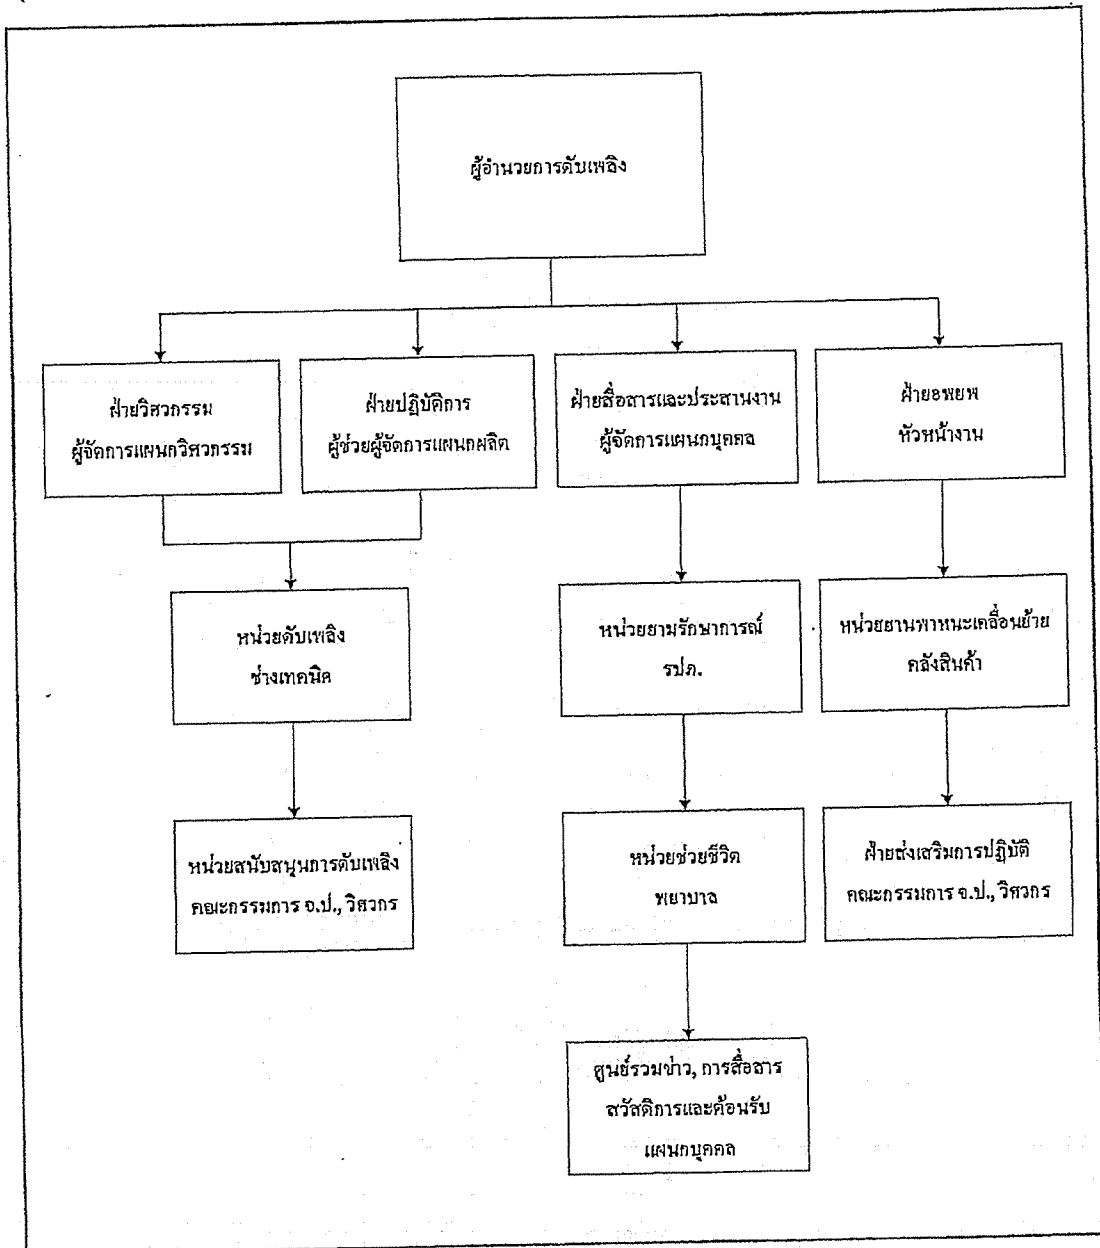 ผู้อำนวยการดับเพลิง
ฝ่ายวิศวกรรม
ผู้จัดการแผนกวิศวกรรม
ฝ่ายปฏิบัติการ
ผู้ช่วยผู้จัดการแผนกผลิต
ฝ่ายสื่อสารและประสานงาน
ผู้จัดการแผนกบุคคล
ฝ่ายอพยพ
หัวหน้างาน
หน่วยดับเพลิง
ช่างเทคนิค
หน่วยยามรักษาการณ์
รปภ.
หน่วยยานพาหนะเคลื่อนย้าย
คลังสินค้า
หน่วยสนับสนุนการดับเพลิง
คณะกรรมการ จ.ป., วิศวกร
หน่วยช่วยชีวิต
พยาบาล
ฝ่ายส่งเสริมการปฏิบัติ
คณะกรรมการ จ.ป., วิศวกร
ศูนย์รวมข่าว, การสื่อสาร
สวัสดิการและต้อนรับ
แผนกบุคคล